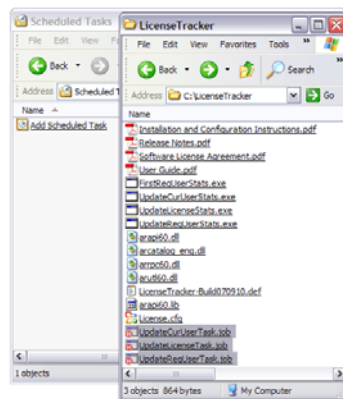 Scheduled Tasks
File Edit View
Back
Address Scheduled T
Name
Add Scheduled Task
1 objects
LicenseTracker
File Edit View Favorites Tools »
Back Search »
Address C:\LicenseTracker Go
Name
Installation and Configuration Instructions.pdf
Release Notes.pdf
Software License Agreement.pdf
User Guide.pdf
FirstReqUserStats.exe
UpdateCurUserStats.exe
UpdateLicenseStats.exe
UpdateReqUserStats.exe
arapi60.dll
arcatalog_eng.dll
arrpc60.dll
arutl60.dll
LicenseTracker-Build070910.def
arapi60.lib
License.cfg
UpdateCurUserTask.job
UpdateLicenseTask.job
UpdateReqUserTask.job
3 objects 864 bytes My Computer